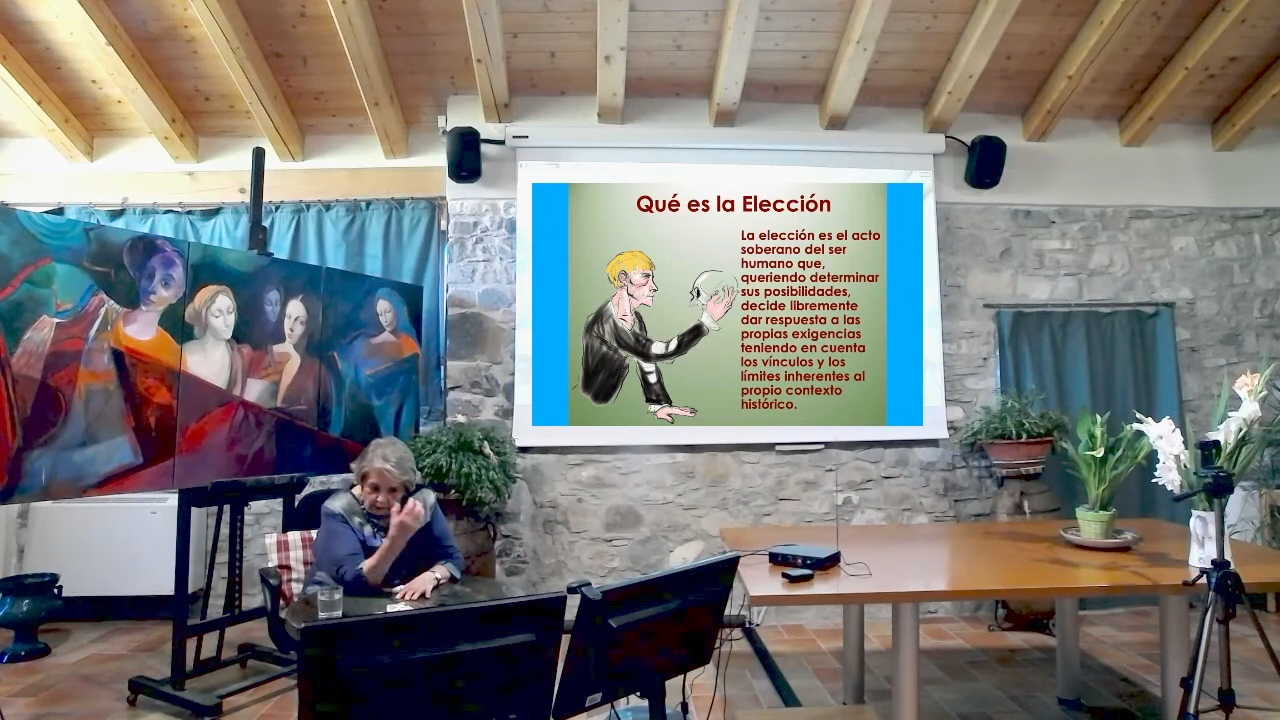 Qué es la Elección
La elección es el acto
soberano del ser
humano que,
queriendo determinar
sus posibilidades,
decide libremente
dar respuesta a las
propias exigencias
teniendo en cuenta
los vínculos y los
límites inherentes al
propio contexto
histórico.